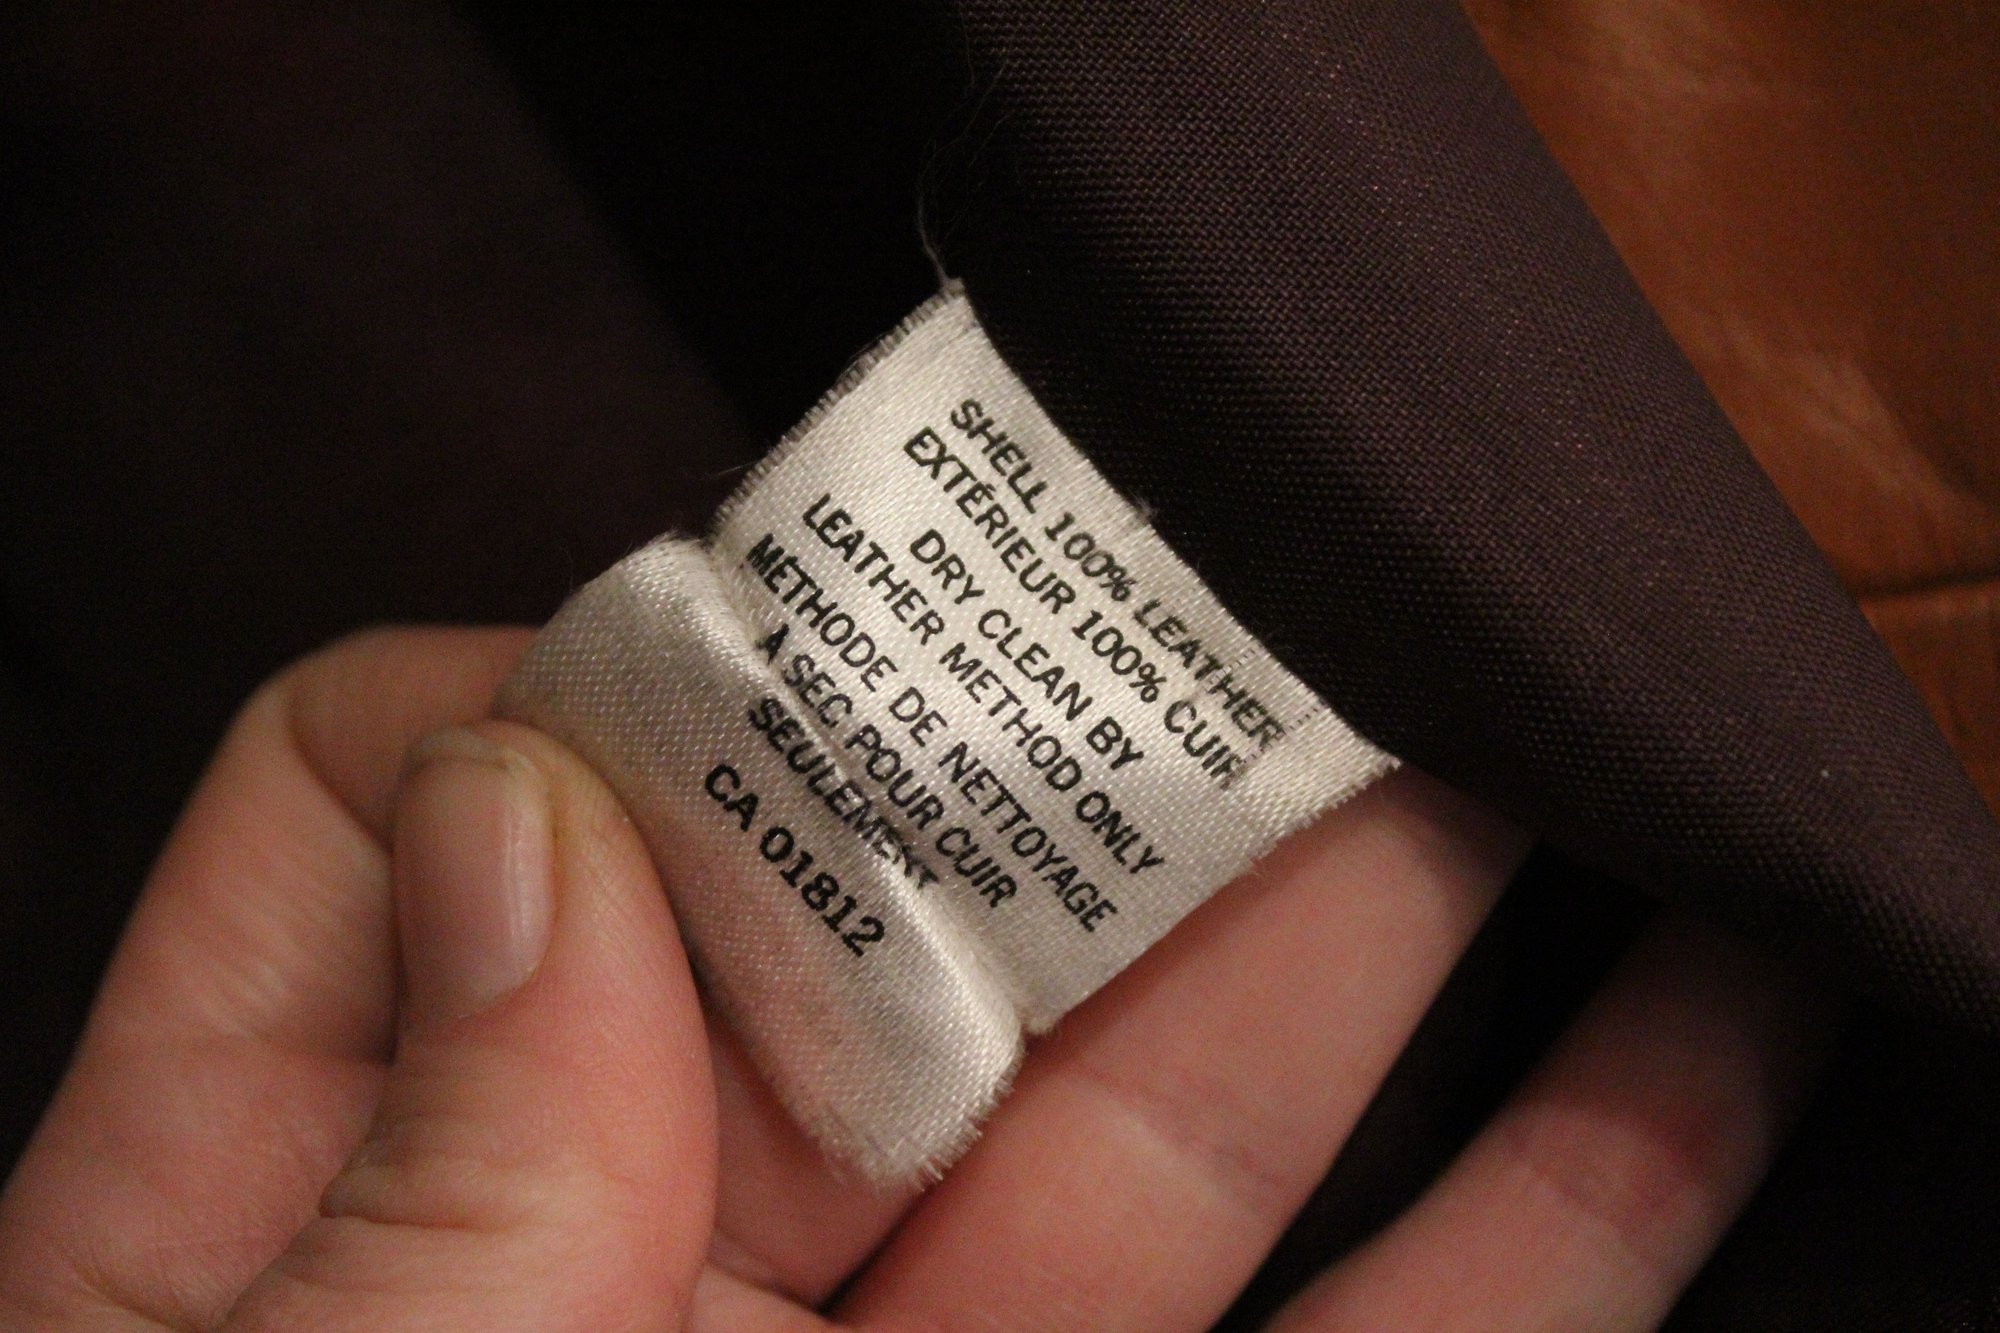 SHELL 100% LEATHER
EXTÉRIEUR 100% CUIR
DRY CLEAN BY
LEATHER METHOD ONLY
MÉTHODE DE NETTOYAGE
À SEC POUR CUIR
SEULEMENT
CA 01812